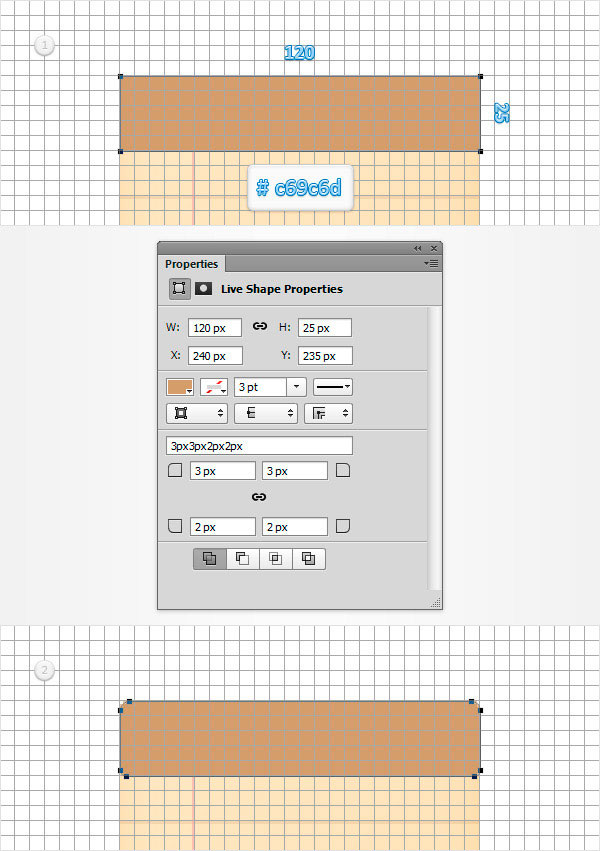 1
120
25
# c69c6d
Properties
Live Shape Properties
W: 120 px H: 25 px
X: 240 px Y: 235 px
3 pt
3px3px2px2px
3 px 3 px
2 px 2 px
2